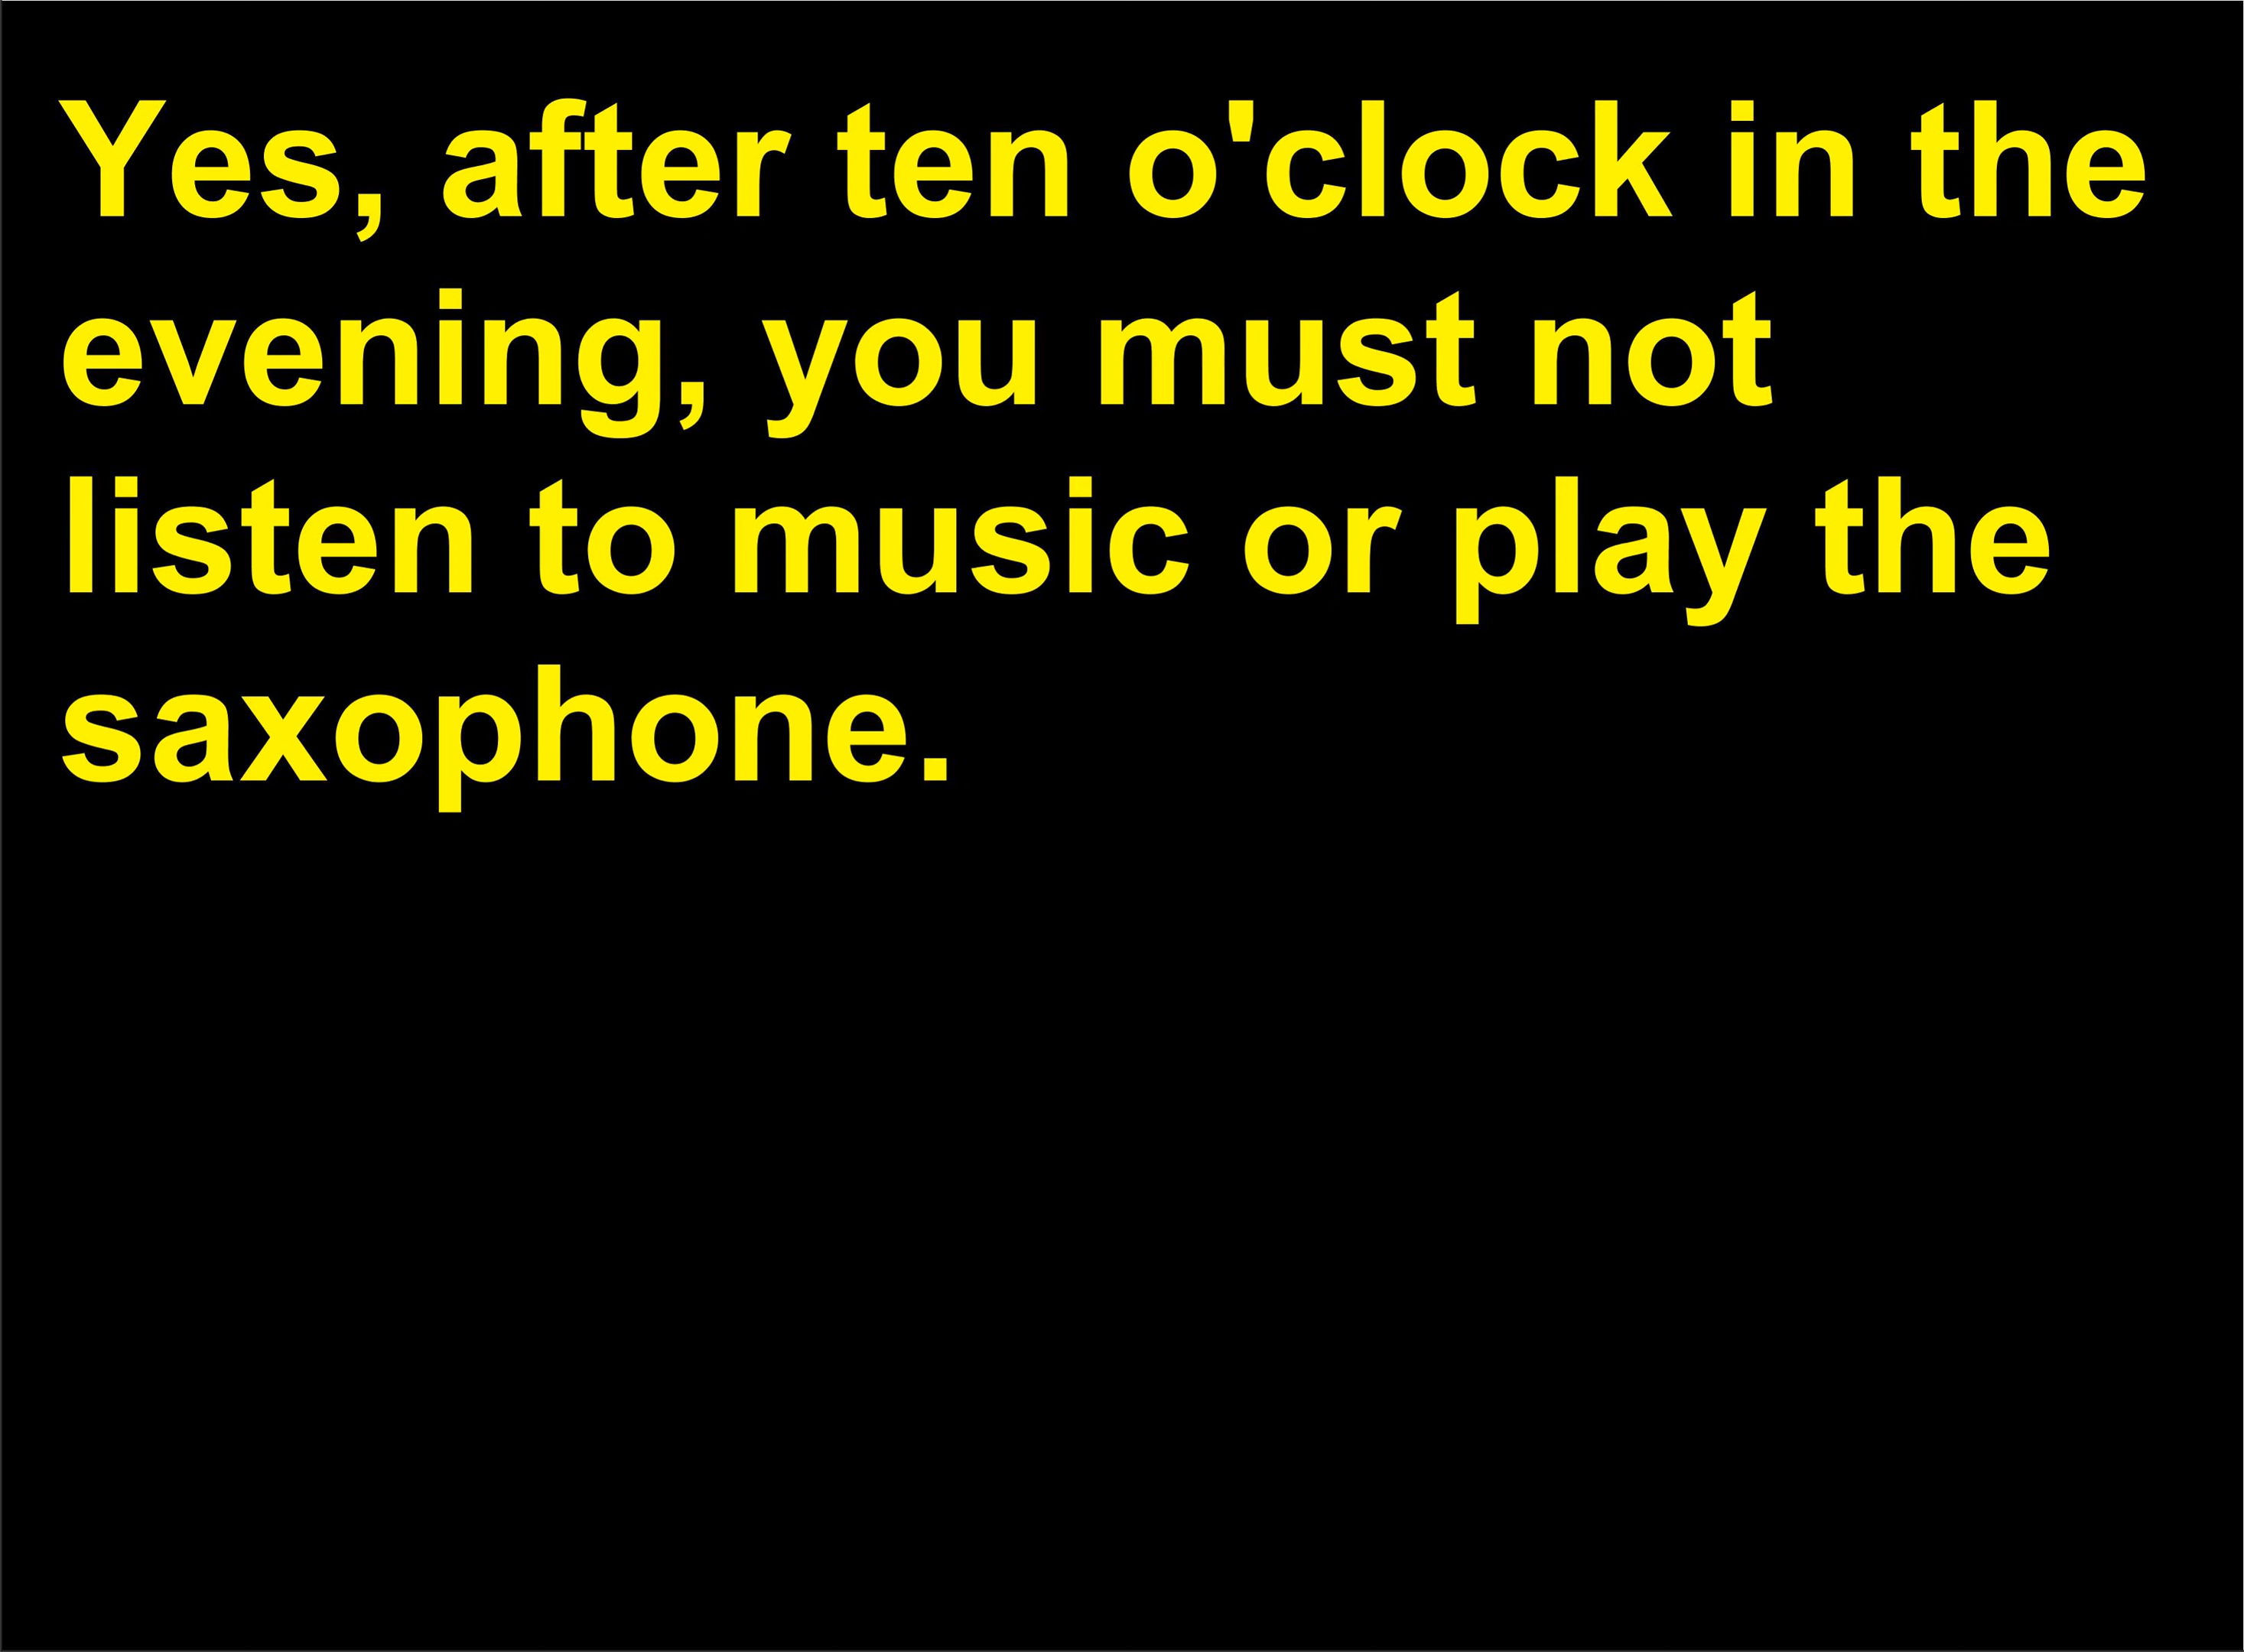 Yes, after ten o'clock in the
evening, you must not
listen to music or play the
saxophone.